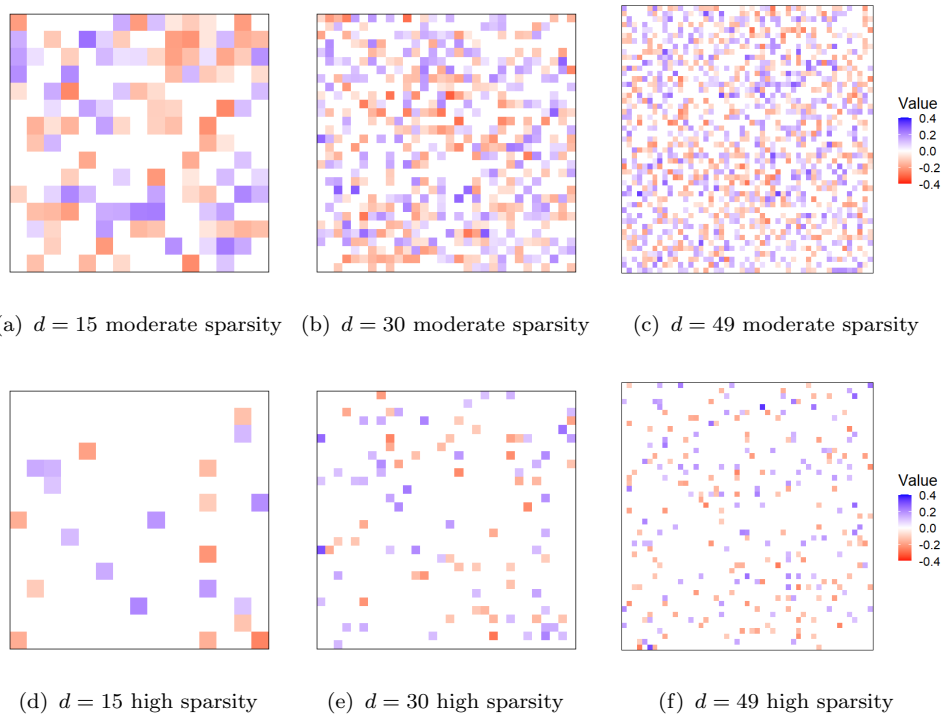 Value
0.4
0.2
0.0
-0.2
-0.4
a) d = 15 moderate sparsity (b) d = 30 moderate sparsity (c) d = 49 moderate sparsity
Value
0.4
0.2
0.0
-0.2
-0.4
(d) d = 15 high sparsity (e) d = 30 high sparsity (f) d = 49 high sparsity